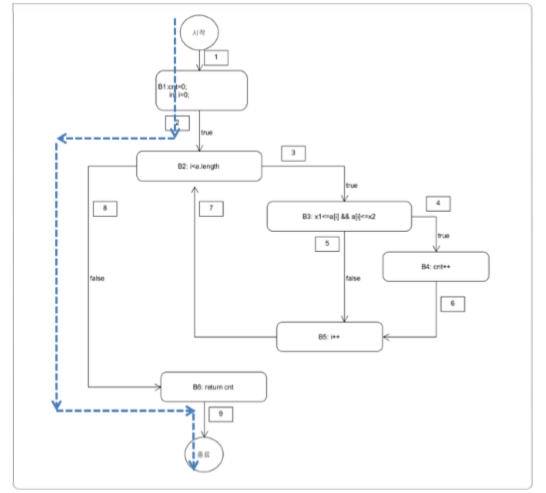 시작
1
B1:cnt=0;
int i=0;
2
true
B2: i<a.length
3
true
8
7
B3: x1<=a[i] && a[i]<=x2
4
5
true
B4: cnt++
false
false
6
B5: i++
B6: return cnt
9
종료